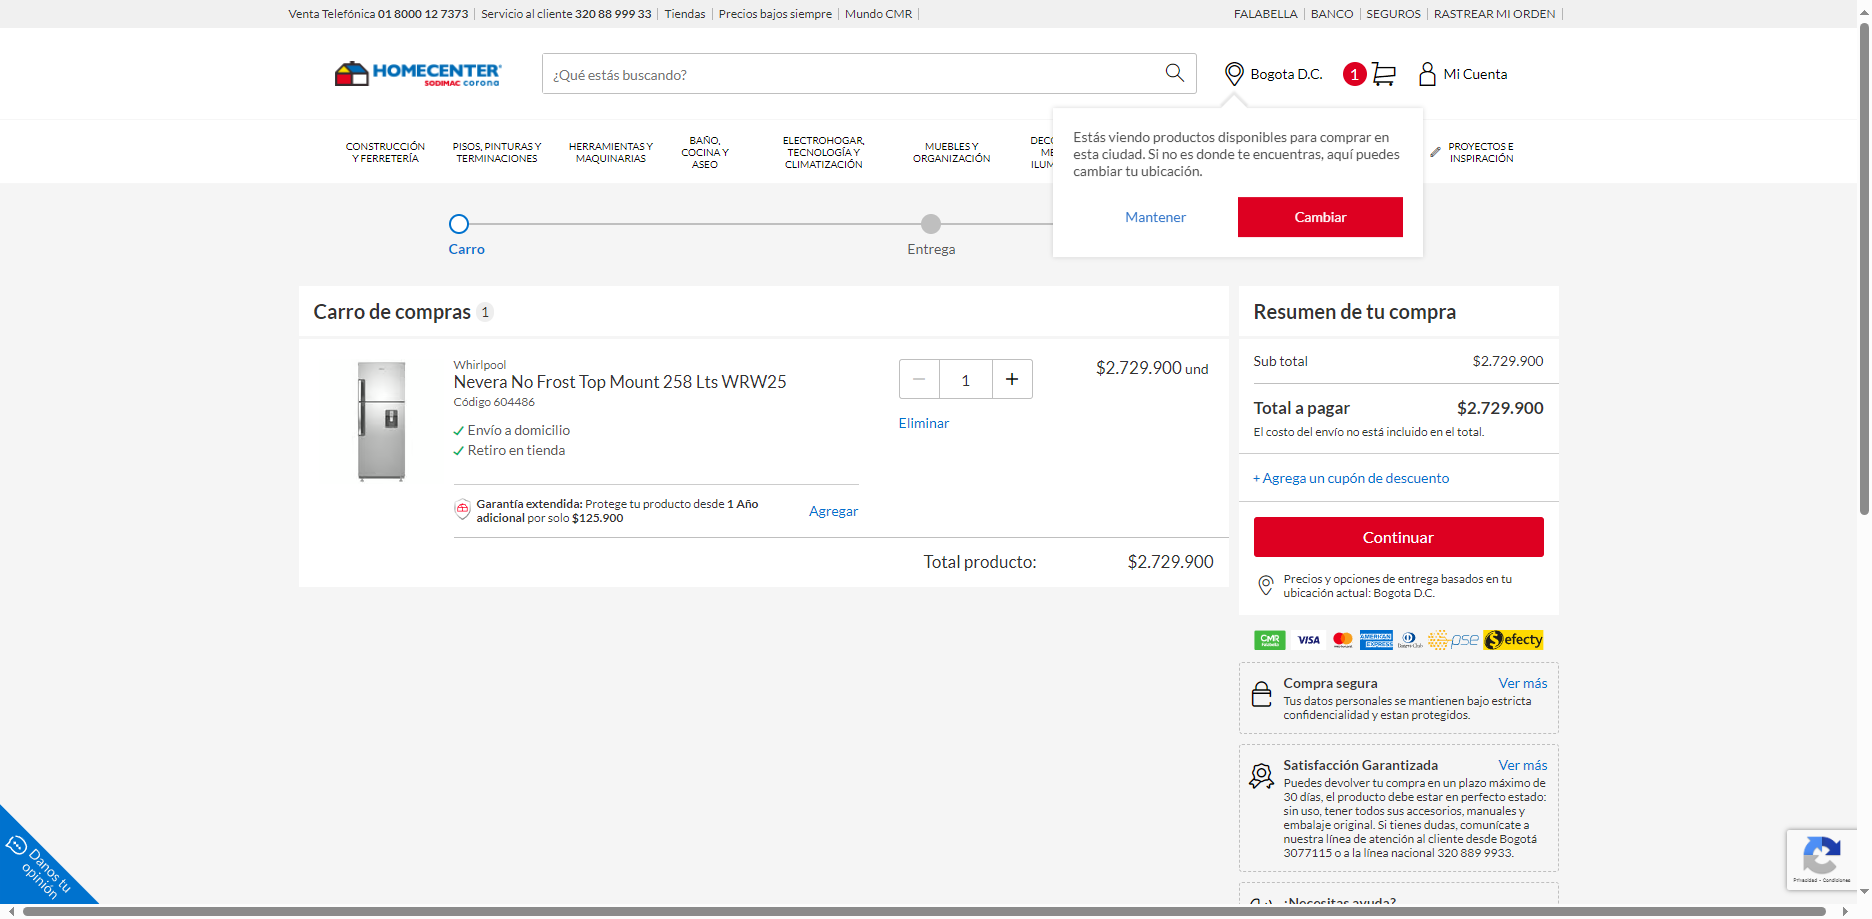 Venta Telefónica 01 8000 12 7373 Servicio al cliente 320 88 999 33 Tiendas Precios bajos siempre Mundo CMR
FALABELLA BANCO SEGUROS RASTREAR MI ORDEN
HOMECENTER
SODIMAC corona
¿Qué estás buscando?
Bogota D.C.
1
Mi Cuenta
Estás viendo productos disponibles para comprar en
esta ciudad. Si no es donde te encuentras, aquí puedes
cambiar tu ubicación.
Mantener
Cambiar
CONSTRUCCIÓN
Y FERRETERÍA
PISOS, PINTURAS Y
TERMINACIONES
HERRAMIENTAS Y
MAQUINARIAS
BAÑO,
COCINA Y
ASEO
ELECTROHOGAR,
TECNOLOGÍA Y
CLIMATIZACIÓN
MUEBLES Y
ORGANIZACIÓN
PROYECTOS E
INSPIRACIÓN
Carro
Entrega
Carro de compras 1
Whirlpool
Nevera No Frost Top Mount 258 Lts WRW25
Código 604486
Envío a domicilio
Retiro en tienda
1
Eliminar
$2.729.900 und
Garantía extendida: Protege tu producto desde 1 Año
adicional por solo $125.900
Agregar
Total producto: $2.729.900
Resumen de tu compra
Sub total $2.729.900
Total a pagar $2.729.900
El costo del envío no está incluido en el total.
+ Agrega un cupón de descuento
Continuar
Precios y opciones de entrega basados en tu
ubicación actual: Bogota D.C.
CMR VISA AMERICAN EXPRESS pse efecty
Compra segura Ver más
Tus datos personales se mantienen bajo estricta
confidencialidad y estan protegidos.
Satisfacción Garantizada Ver más
Puedes devolver tu compra en un plazo máximo de
30 días, el producto debe estar en perfecto estado:
sin uso, tener todos sus accesorios, manuales y
embalaje original. Si tienes dudas, comunícate a
nuestra línea de atención al cliente desde Bogotá
3077115 o a la línea nacional 320 889 9933.
¿Necesitas ayuda?
Danos tu
opinión
Privacidad - Condiciones